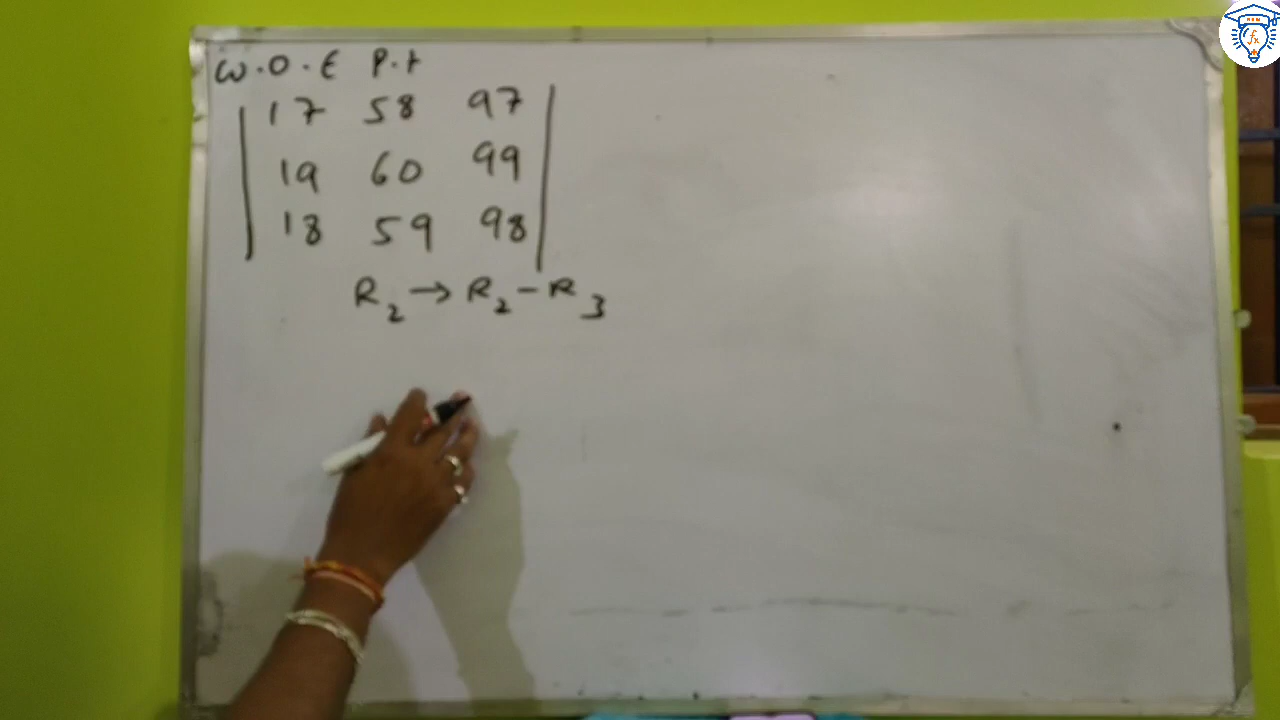 W.O.E P.t
| 17 58 97 |
| 19 60 99 |
| 18 59 98 |
R₂ → R₂ - R₃